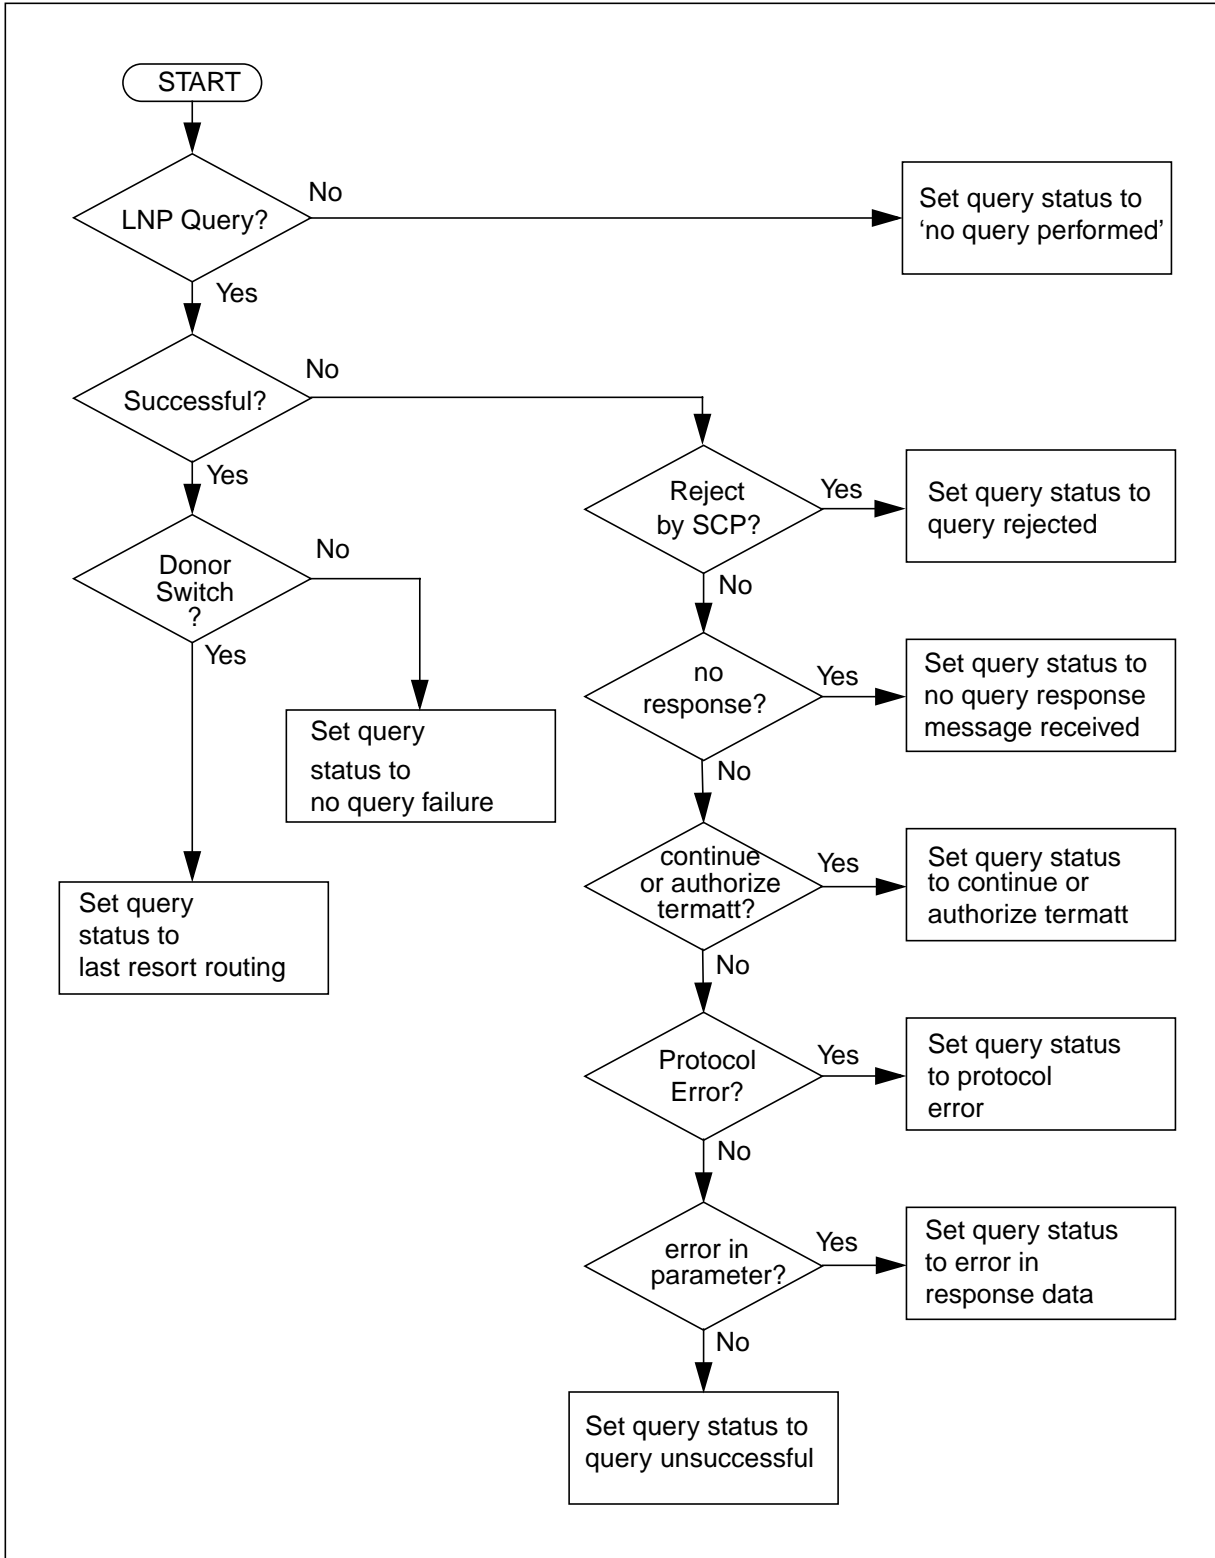 START
No
LNP Query?
Set query status to
‘no query performed’
Yes
No
Successful?
Yes
Reject
by SCP?
Yes
Set query status to
query rejected
Donor
Switch
?
No
No
Yes
no
response?
Yes
Set query status to
no query response
message received
Set query
status to
no query failure
No
continue
or authorize
termatt?
Yes
Set query status
to continue or
authorize termatt
Set query
status to
last resort routing
No
Protocol
Error?
Yes
Set query status
to protocol
error
No
error in
parameter?
Yes
Set query status
to error in
response data
No
Set query status to
query unsuccessful